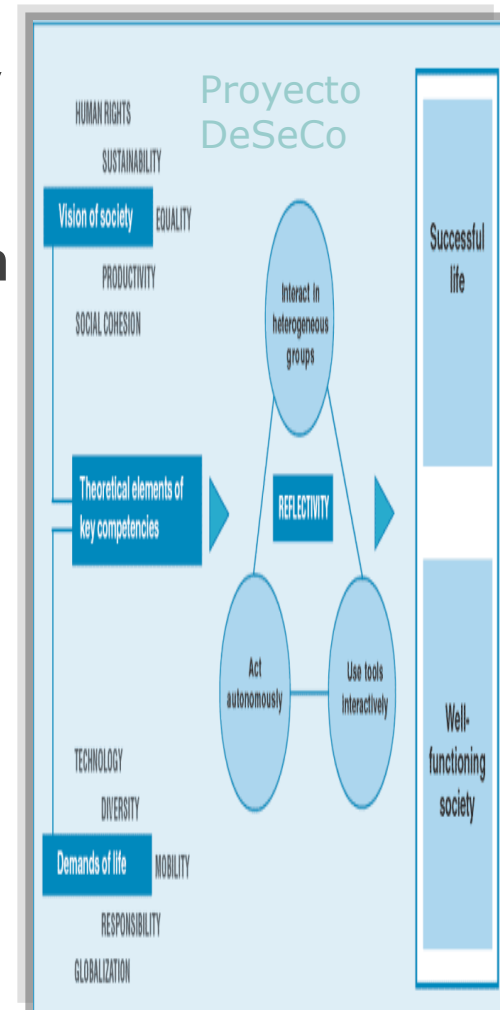 Proyecto
DeSeCo
HUMAN RIGHTS
SUSTAINABILITY
Vision of society
EQUALITY
PRODUCTIVITY
SOCIAL COHESION
Theoretical elements of
key competencies
Interact in
heterogeneous
groups
REFLECTIVITY
Act
autonomously
Use tools
interactively
TECHNOLOGY
DIVERSITY
Demands of life
MOBILITY
RESPONSIBILITY
GLOBALIZATION
Successful
life
Well-
functioning
society